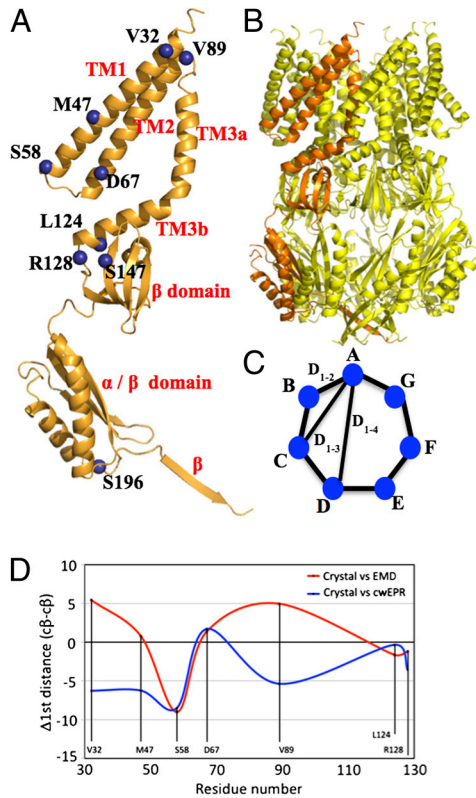 A
V32
V89
TM1
M47
TM2
TM3a
S58
D67
L124
TM3b
R128
S147
β domain
α / β domain
β
S196
B
C
A
D1-2
B
G
D1-3
D1-4
C
F
D
E
D
Δ1st distance (cβ-cβ)
10
5
0
-5
-10
-15
Crystal vs EMD
Crystal vs cwEPR
V32
M47
S58
D67
V89
L124
R128
30
50
70
90
110
130
Residue number